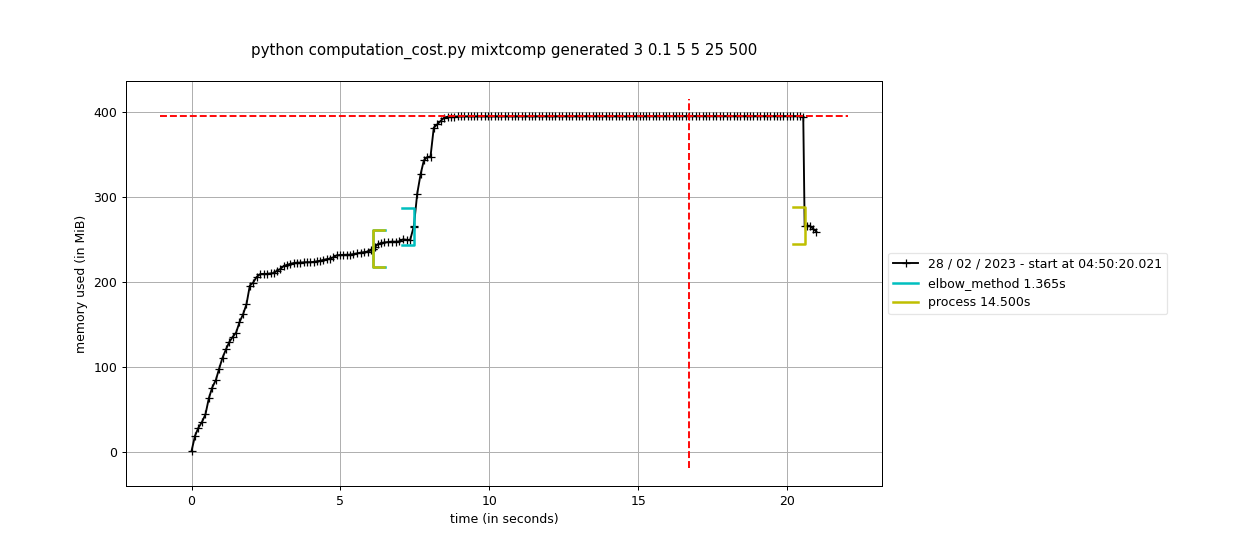 python computation_cost.py mixtcomp generated 3 0.1 5 5 25 500
memory used (in MiB)
400
300
200
100
0
0 5 10 15 20
time (in seconds)
28 / 02 / 2023 - start at 04:50:20.021
elbow_method 1.365s
process 14.500s